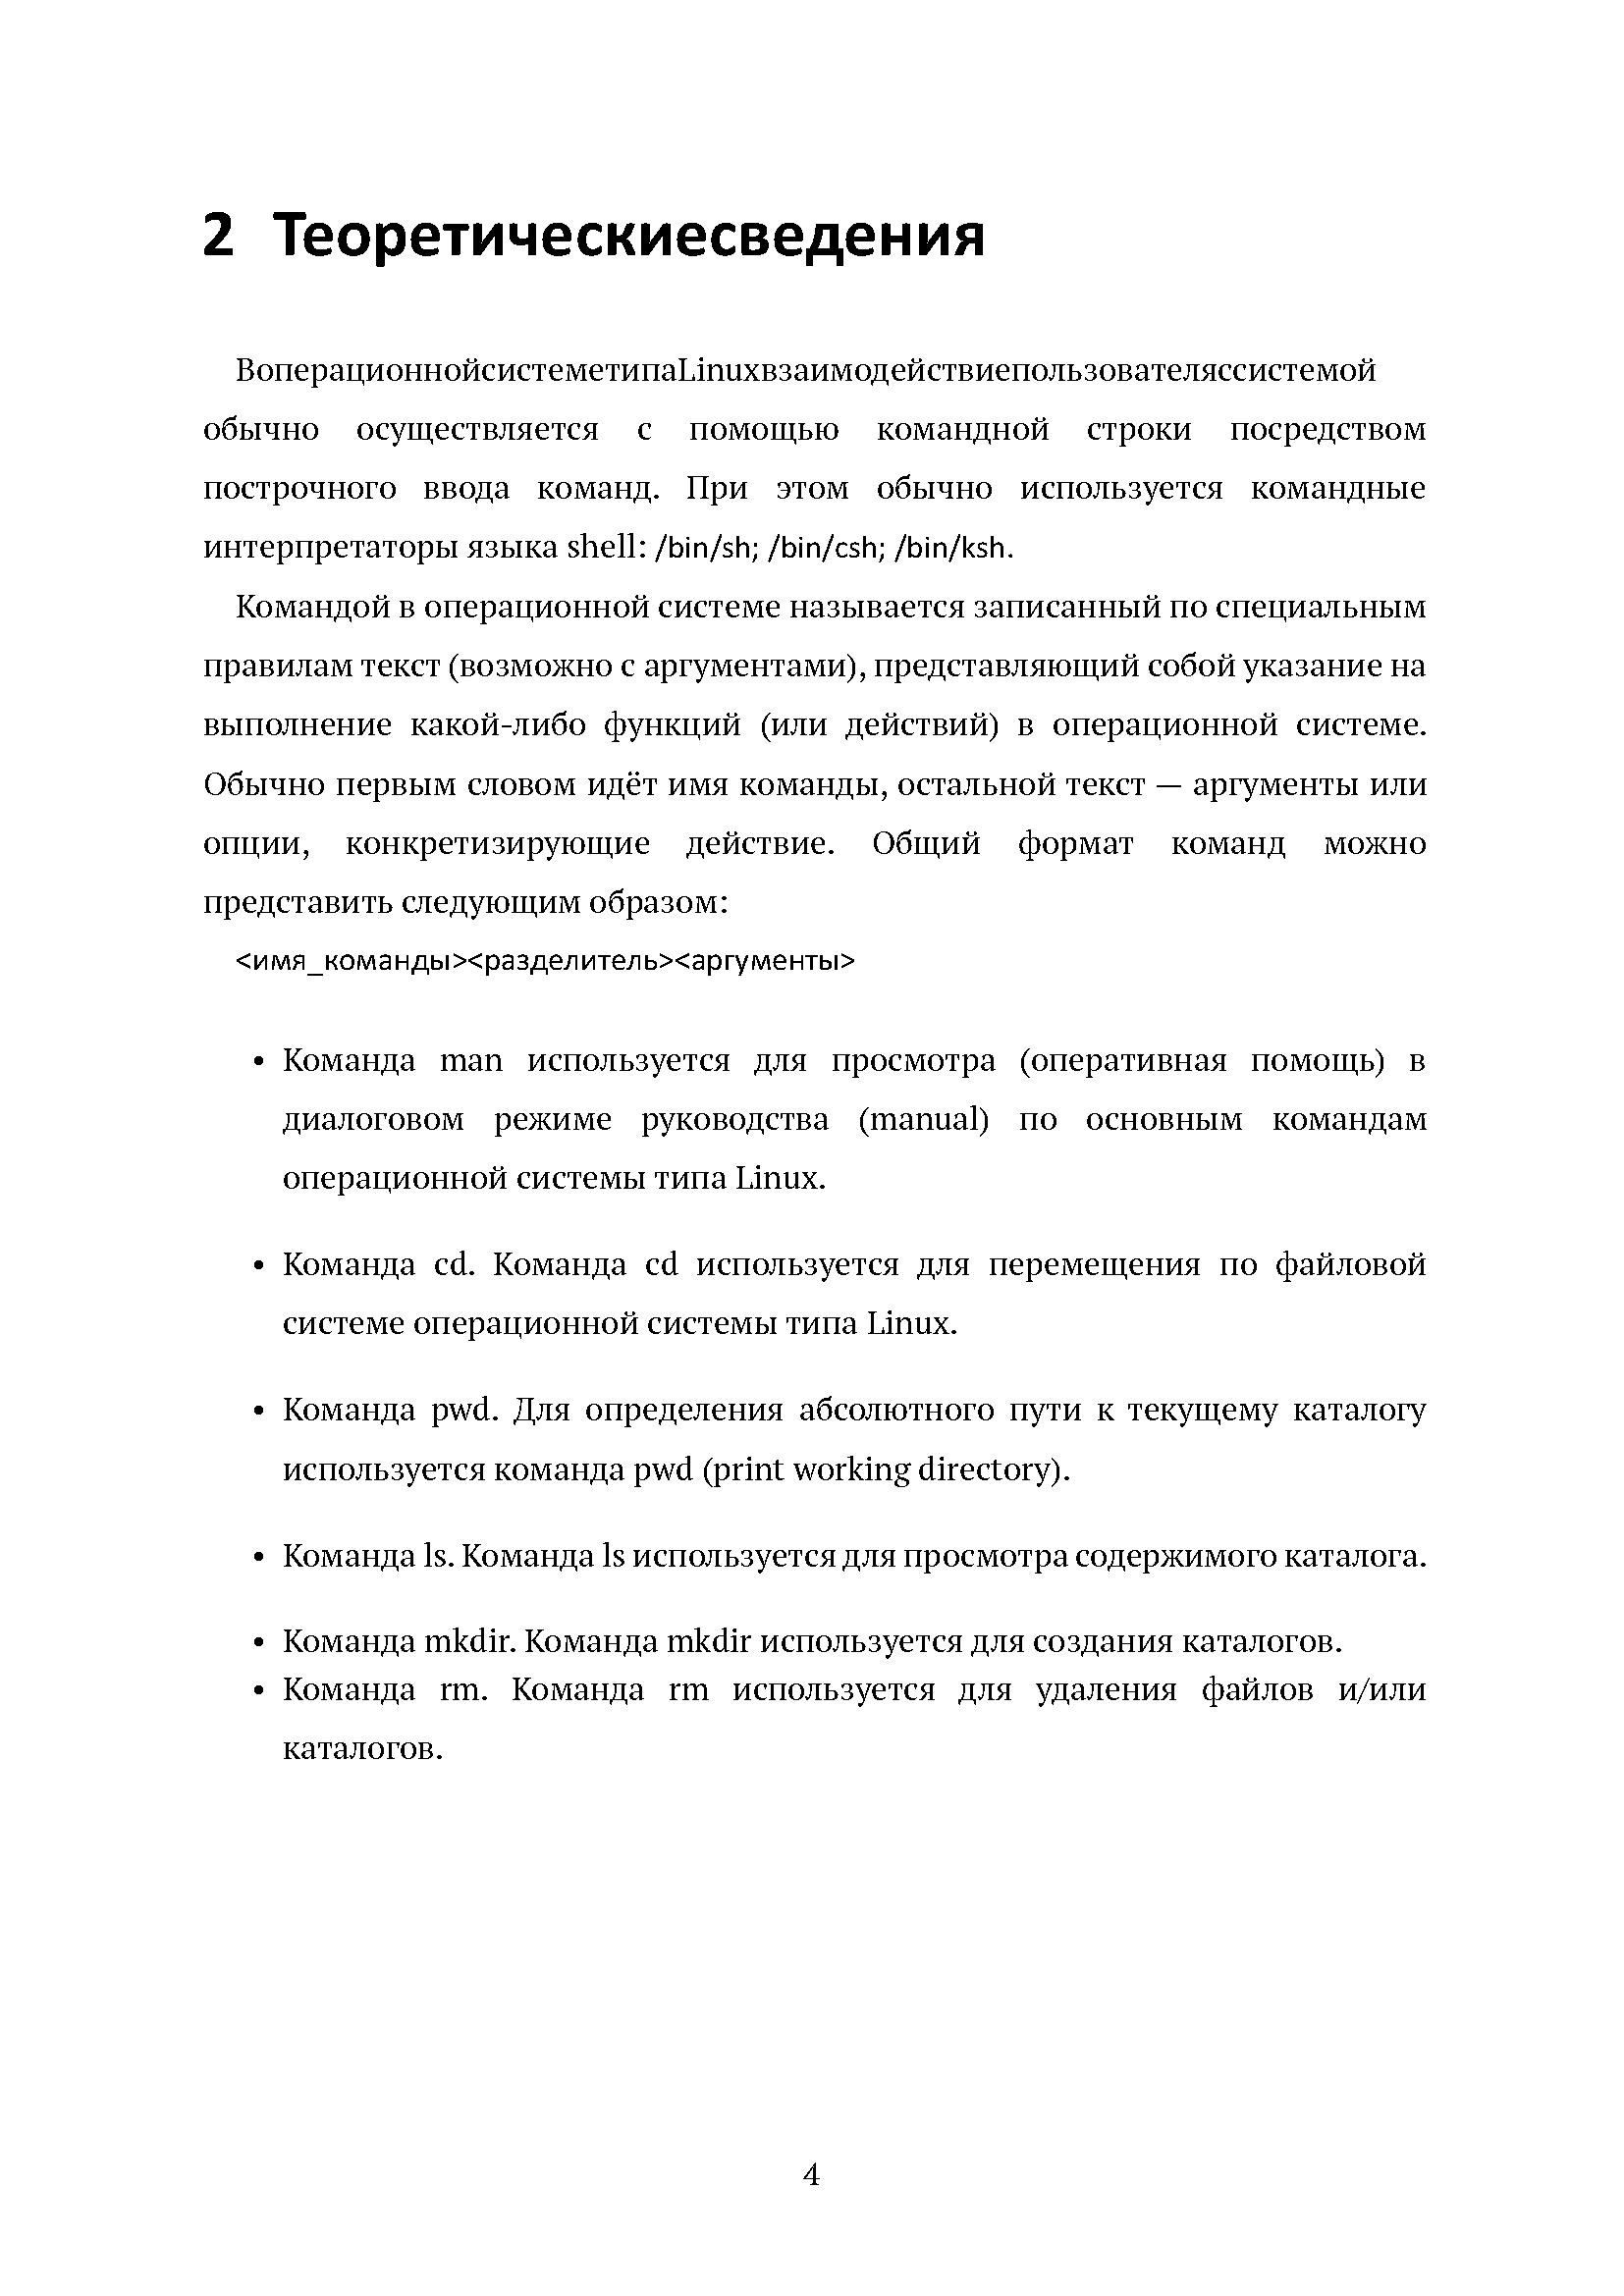 2 Теоретическиесведения
ВоперационнойсистеметипаLinuxвзаимодействиепользователяссистемой
обычно осуществляется с помощью командной строки посредством
построчного ввода команд. При этом обычно используется командные
интерпретаторы языка shell: /bin/sh; /bin/csh; /bin/ksh.
Командой в операционной системе называется записанный по специальным
правилам текст (возможно с аргументами), представляющий собой указание на
выполнение какой-либо функций (или действий) в операционной системе.
Обычно первым словом идёт имя команды, остальной текст — аргументы или
опции, конкретизирующие действие. Общий формат команд можно
представить следующим образом:
<имя_команды><разделитель><аргументы>
• Команда man используется для просмотра (оперативная помощь) в
диалоговом режиме руководства (manual) по основным командам
операционной системы типа Linux.
• Команда cd. Команда cd используется для перемещения по файловой
системе операционной системы типа Linux.
• Команда pwd. Для определения абсолютного пути к текущему каталогу
используется команда pwd (print working directory).
• Команда ls. Команда ls используется для просмотра содержимого каталога.
• Команда mkdir. Команда mkdir используется для создания каталогов.
• Команда rm. Команда rm используется для удаления файлов и/или
каталогов.
4